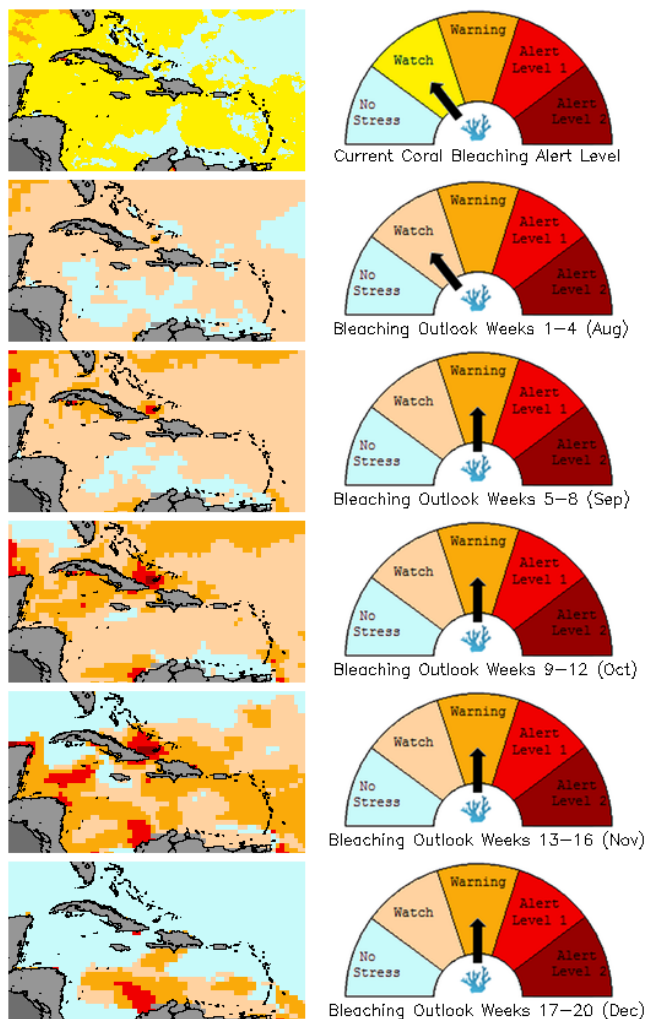 Warning
Watch
Alert
Level 1
No
Stress
Alert
Level 2
Current Coral Bleaching Alert Level
Warning
Watch
Alert
Level 1
No
Stress
Alert
Level 2
Bleaching Outlook Weeks 1-4 (Aug)
Warning
Watch
Alert
Level 1
No
Stress
Alert
Level 2
Bleaching Outlook Weeks 5-8 (Sep)
Warning
Watch
Alert
Level 1
No
Stress
Alert
Level 2
Bleaching Outlook Weeks 9-12 (Oct)
Warning
Watch
Alert
Level 1
No
Stress
Alert
Level 2
Bleaching Outlook Weeks 13-16 (Nov)
Warning
Watch
Alert
Level 1
No
Stress
Alert
Level 2
Bleaching Outlook Weeks 17-20 (Dec)